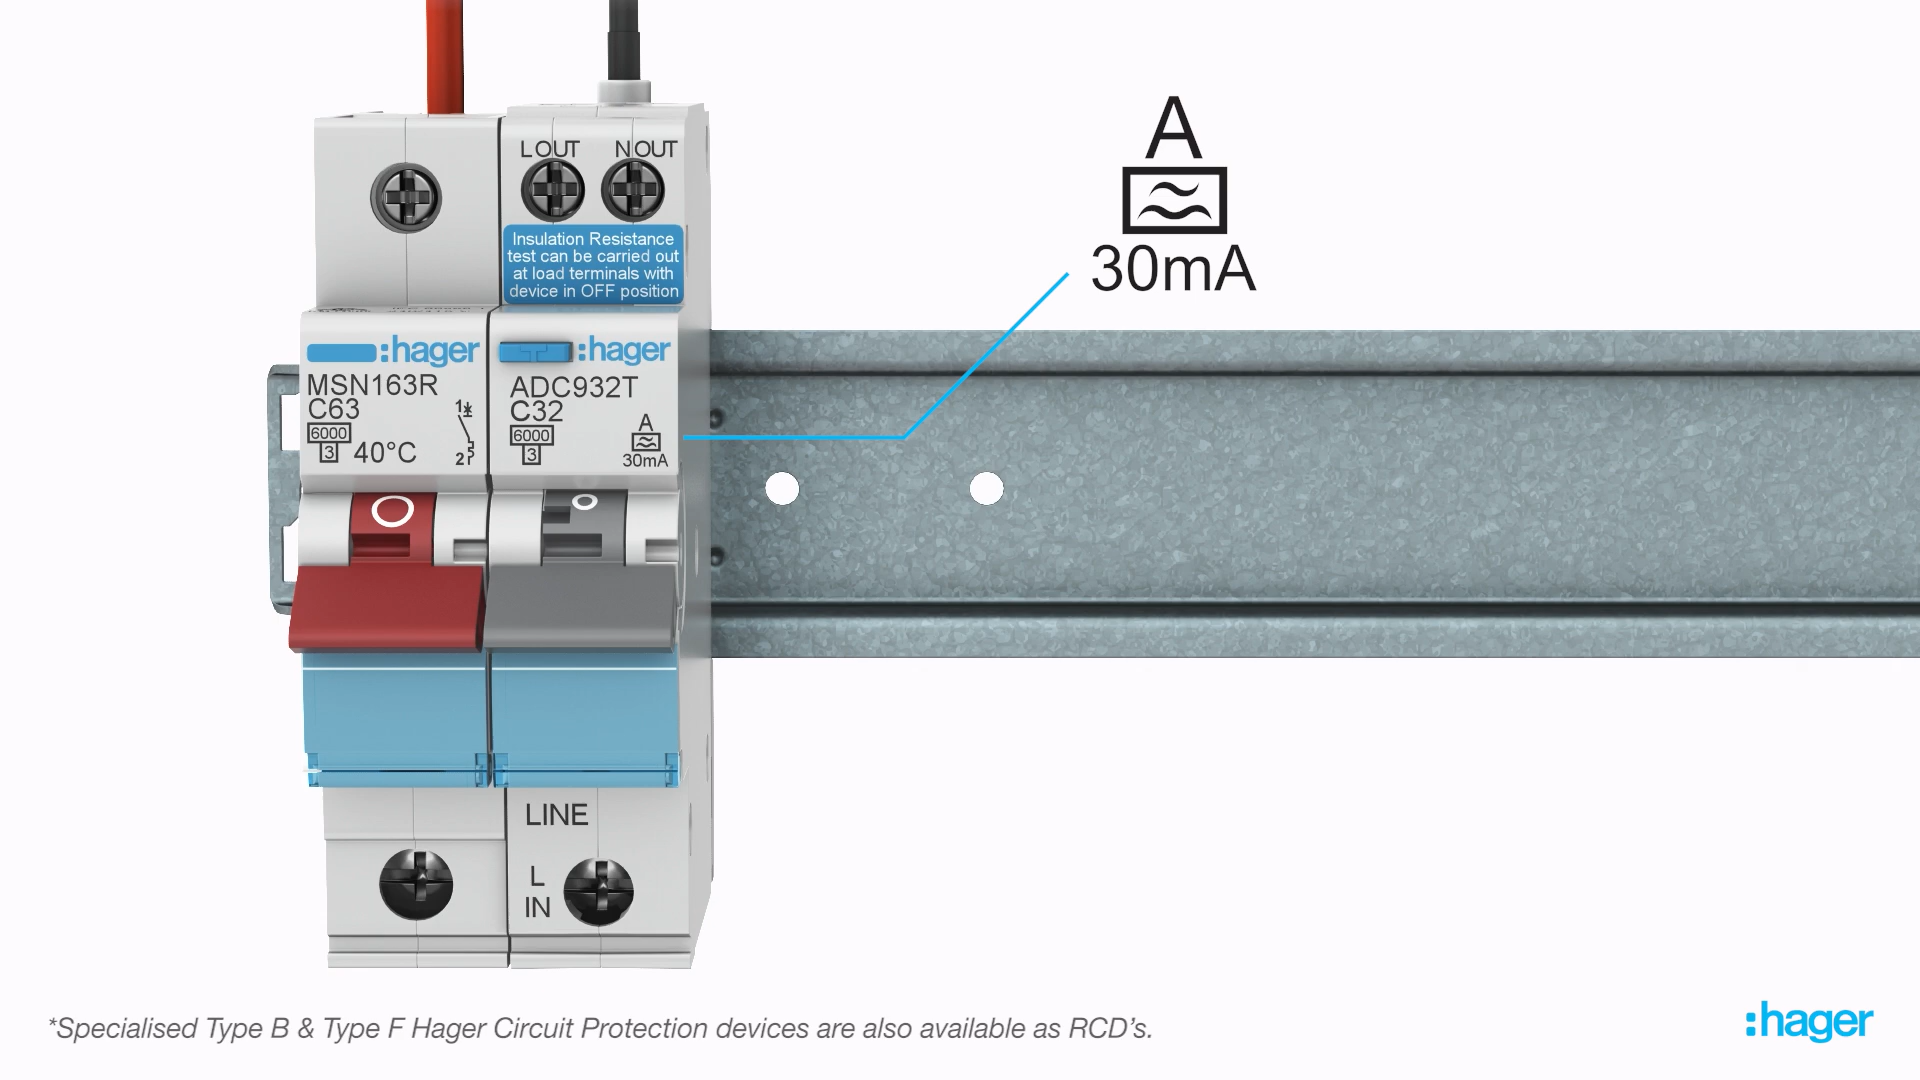 L OUT N OUT
Insulation Resistance
test can be carried out
at load terminals with
device in OFF position
:hager
MSN163R
C63
6000
3
40°C
1
2
T
:hager
ADC932T
C32
6000
3
A
30mA
LINE
L
IN
A
30mA
*Specialised Type B & Type F Hager Circuit Protection devices are also available as RCD's.
:hager